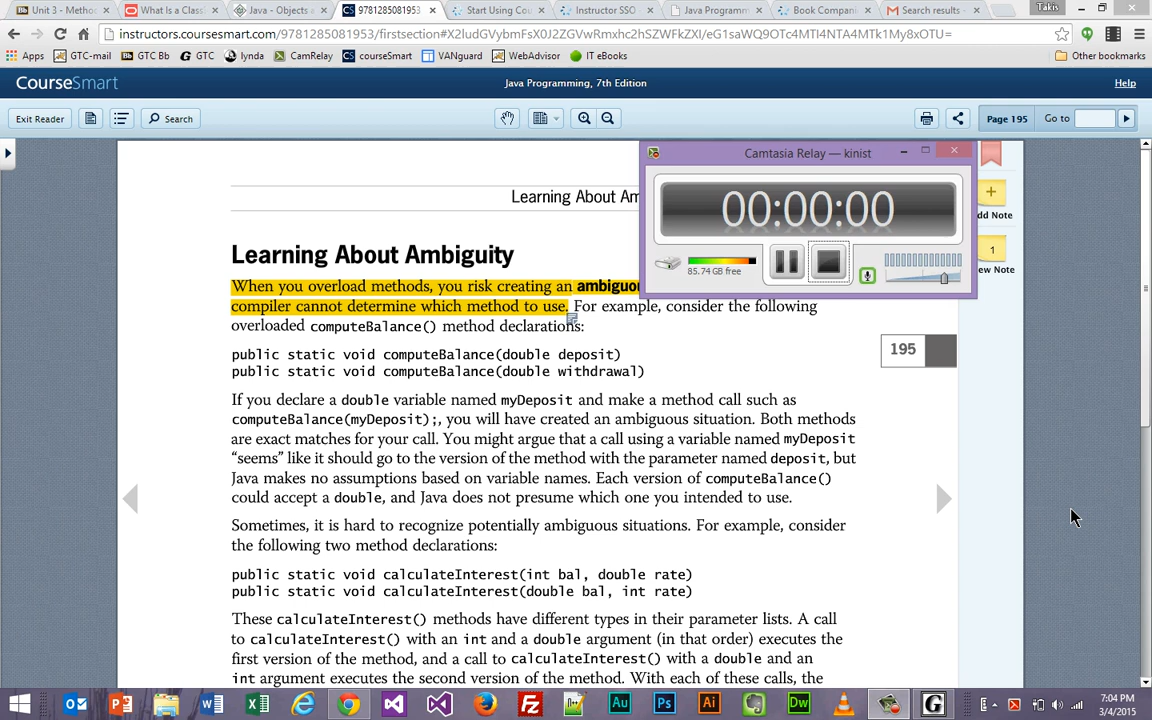 Unit 3 - Metho
What Is a Class
Java - Objects a
9781285081953
Start Using Cou
Instructor SSO
Java Programm
Book Compani
Search results -
Takis
instructors.coursesmart.com/9781285081953/firstsection#
Apps
GTC-mail
GTC Bb
GTC
lynda
CamRelay
courseSmart
VANguard
WebAdvisor
IT eBooks
Other bookmarks
CourseSmart
Java Programming, 7th Edition
Help
Exit Reader
Search
Page 195
Go to
Camtasia Relay — kinist
00:00:00
85.74 GB free
dd Note
1
ew Note
Learning About Am
Learning About Ambiguity
When you overload methods, you risk creating an ambiguou
compiler cannot determine which method to use. For example, consider the following
overloaded computeBalance() method declarations:
195
public static void computeBalance(double deposit)
public static void computeBalance(double withdrawal)
If you declare a double variable named myDeposit and make a method call such as
computeBalance(myDeposit);, you will have created an ambiguous situation. Both methods
are exact matches for your call. You might argue that a call using a variable named myDeposit
“seems” like it should go to the version of the method with the parameter named deposit, but
Java makes no assumptions based on variable names. Each version of computeBalance()
could accept a double, and Java does not presume which one you intended to use.
Sometimes, it is hard to recognize potentially ambiguous situations. For example, consider
the following two method declarations:
public static void calculateInterest(int bal, double rate)
public static void calculateInterest(double bal, int rate)
These calculateInterest() methods have different types in their parameter lists. A call
to calculateInterest() with an int and a double argument (in that order) executes the
first version of the method, and a call to calculateInterest() with a double and an
int argument executes the second version of the method. With each of these calls, the
7:04 PM
3/4/2015